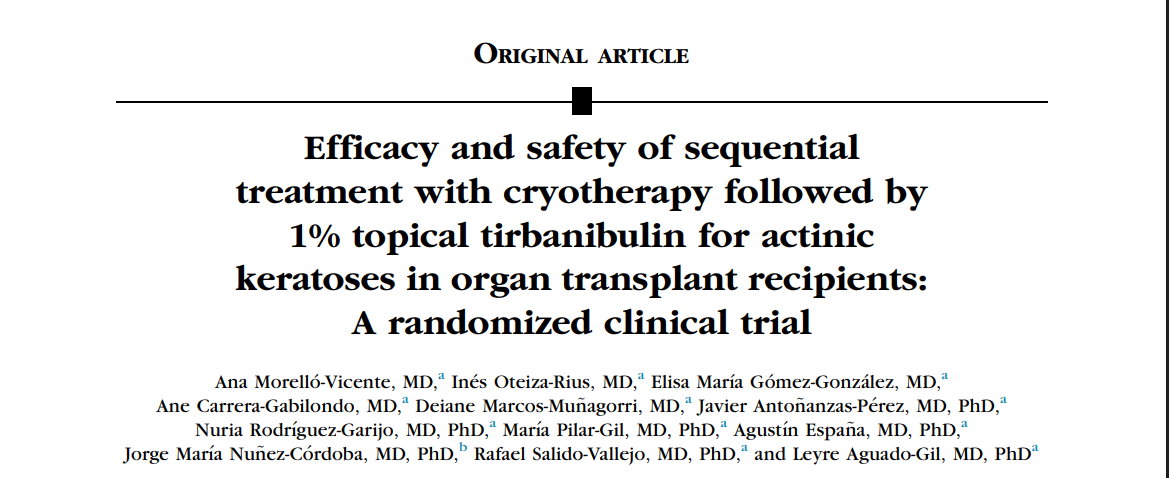 ORIGINAL ARTICLE
Efficacy and safety of sequential
treatment with cryotherapy followed by
1% topical tirbanibulin for actinic
keratoses in organ transplant recipients:
A randomized clinical trial
Ana Morelló-Vicente, MD,a Inés Oteiza-Rius, MD,a Elisa María Gómez-González, MD,a
Ane Carrera-Gabilondo, MD,a Deiane Marcos-Muñagorri, MD,a Javier Antoñanzas-Pérez, MD, PhD,a
Nuria Rodríguez-Garijo, MD, PhD,a María Pilar-Gil, MD, PhD,a Agustín España, MD, PhD,a
Jorge María Nuñez-Córdoba, MD, PhD,b Rafael Salido-Vallejo, MD, PhD,a and Leyre Aguado-Gil, MD, PhDa